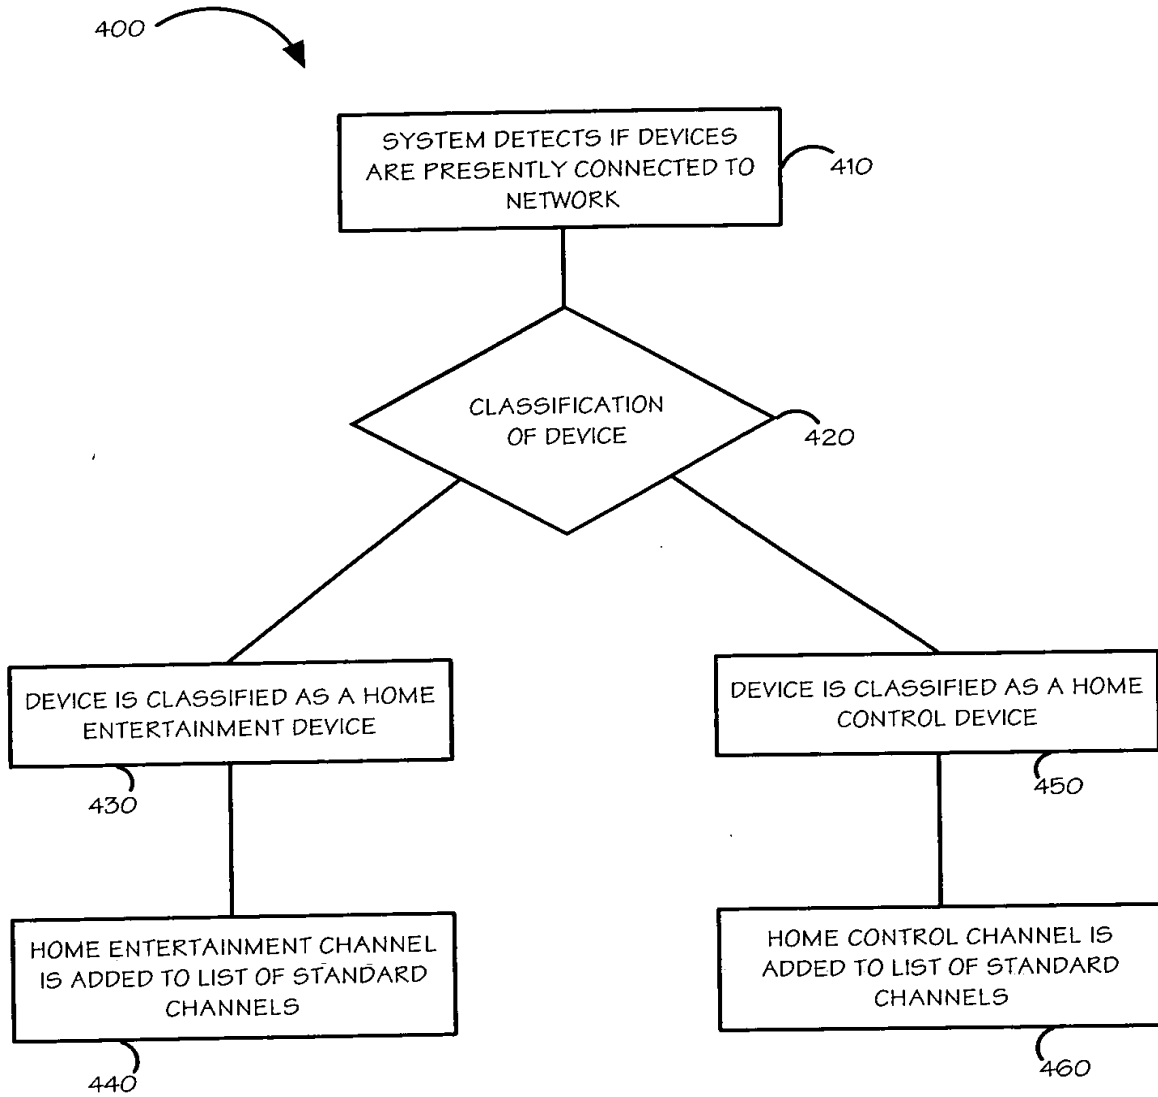 400
SYSTEM DETECTS IF DEVICES
ARE PRESENTLY CONNECTED TO
NETWORK
410
CLASSIFICATION
OF DEVICE
420
DEVICE IS CLASSIFIED AS A HOME
ENTERTAINMENT DEVICE
430
DEVICE IS CLASSIFIED AS A HOME
CONTROL DEVICE
450
HOME ENTERTAINMENT CHANNEL
IS ADDED TO LIST OF STANDARD
CHANNELS
440
HOME CONTROL CHANNEL IS
ADDED TO LIST OF STANDARD
CHANNELS
460